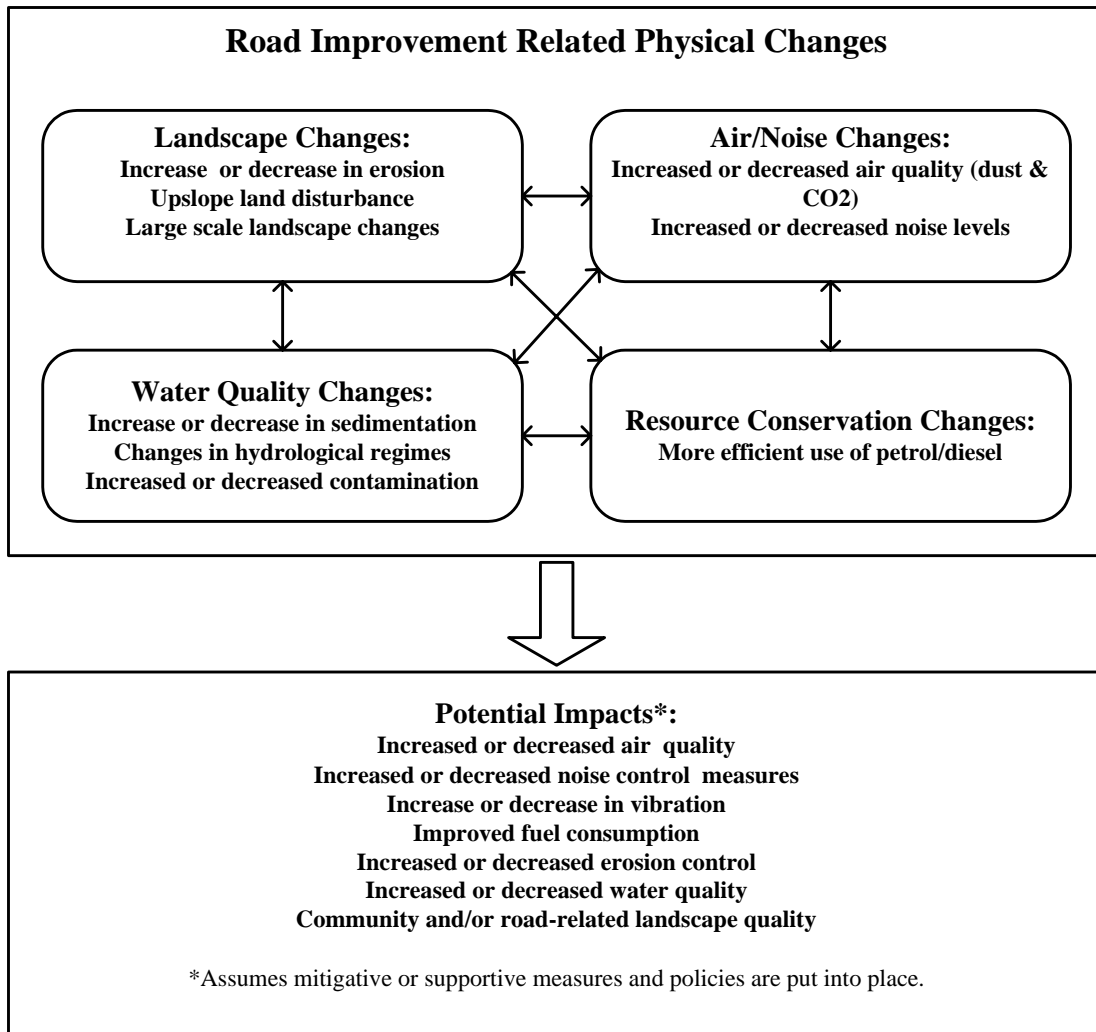 Road Improvement Related Physical Changes
Landscape Changes:
Increase or decrease in erosion
Upslope land disturbance
Large scale landscape changes
Air/Noise Changes:
Increased or decreased air quality (dust &
CO2)
Increased or decreased noise levels
Water Quality Changes:
Increase or decrease in sedimentation
Changes in hydrological regimes
Increased or decreased contamination
Resource Conservation Changes:
More efficient use of petrol/diesel
Potential Impacts*:
Increased or decreased air quality
Increased or decreased noise control measures
Increase or decrease in vibration
Improved fuel consumption
Increased or decreased erosion control
Increased or decreased water quality
Community and/or road-related landscape quality
*Assumes mitigative or supportive measures and policies are put into place.